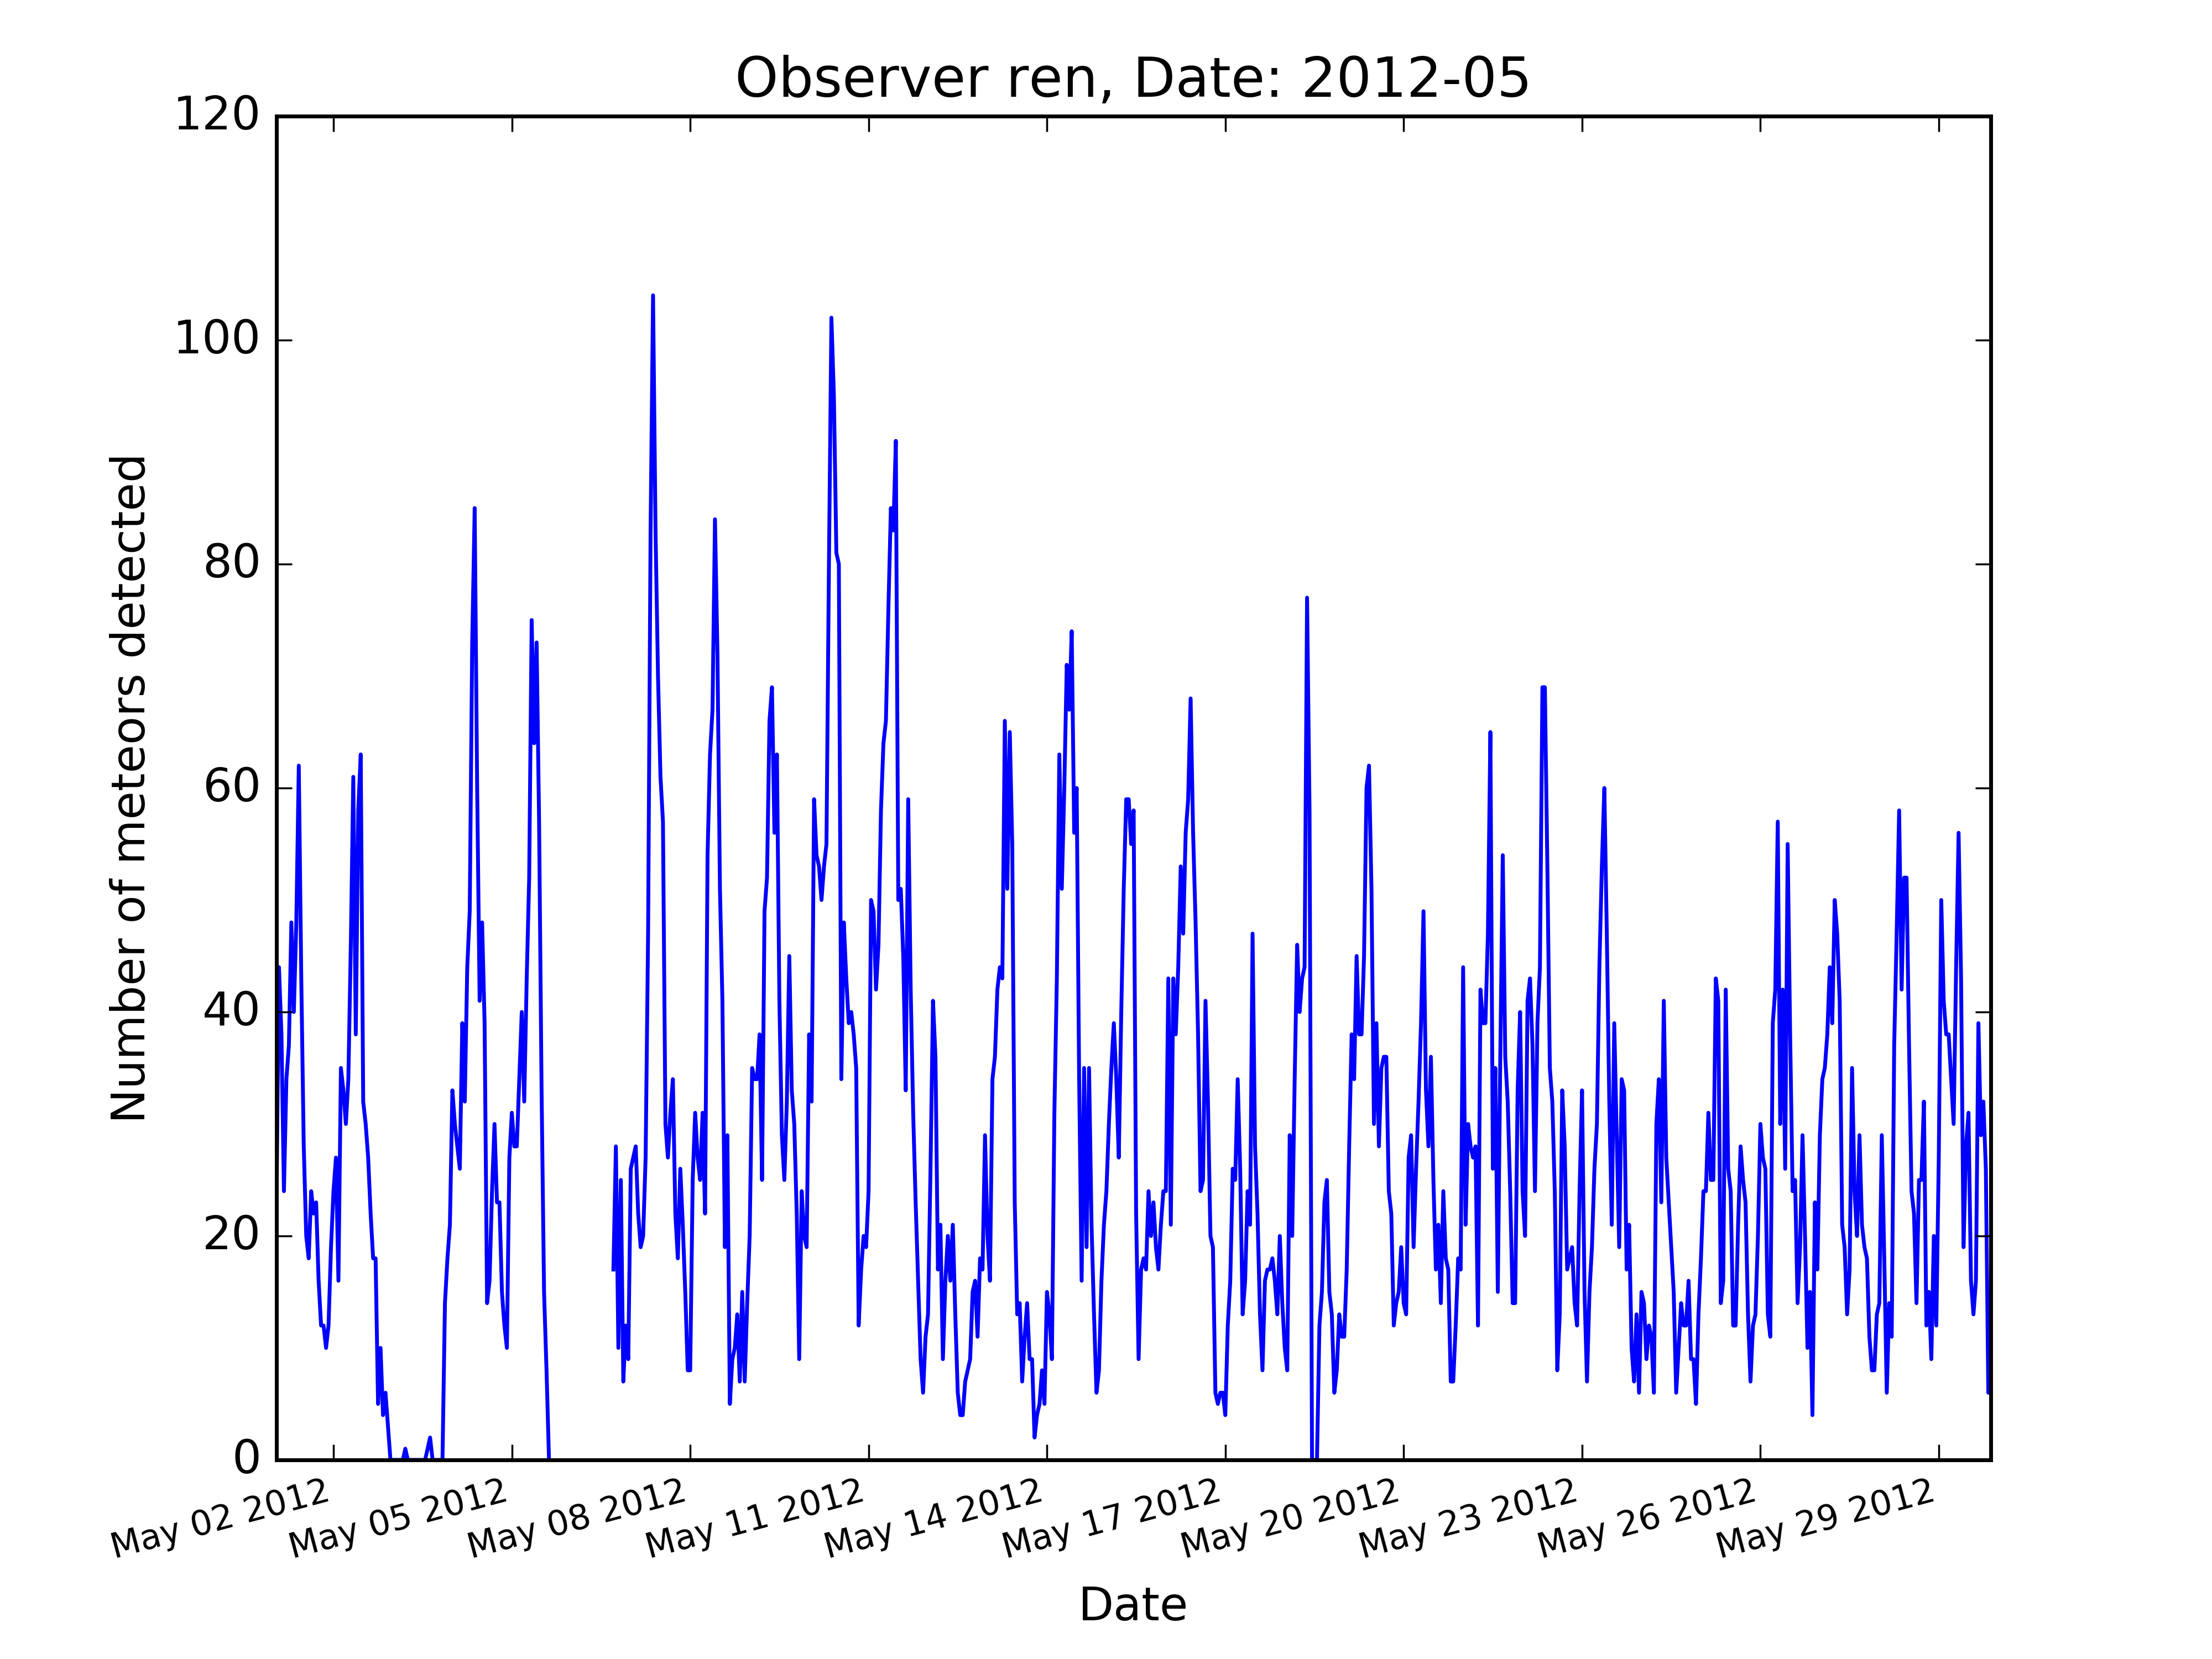 Observer ren, Date: 2012-05
120
100
80
60
40
20
0
Number of meteors detected
May 02 2012
May 05 2012
May 08 2012
May 11 2012
May 14 2012
May 17 2012
May 20 2012
May 23 2012
May 26 2012
May 29 2012
Date